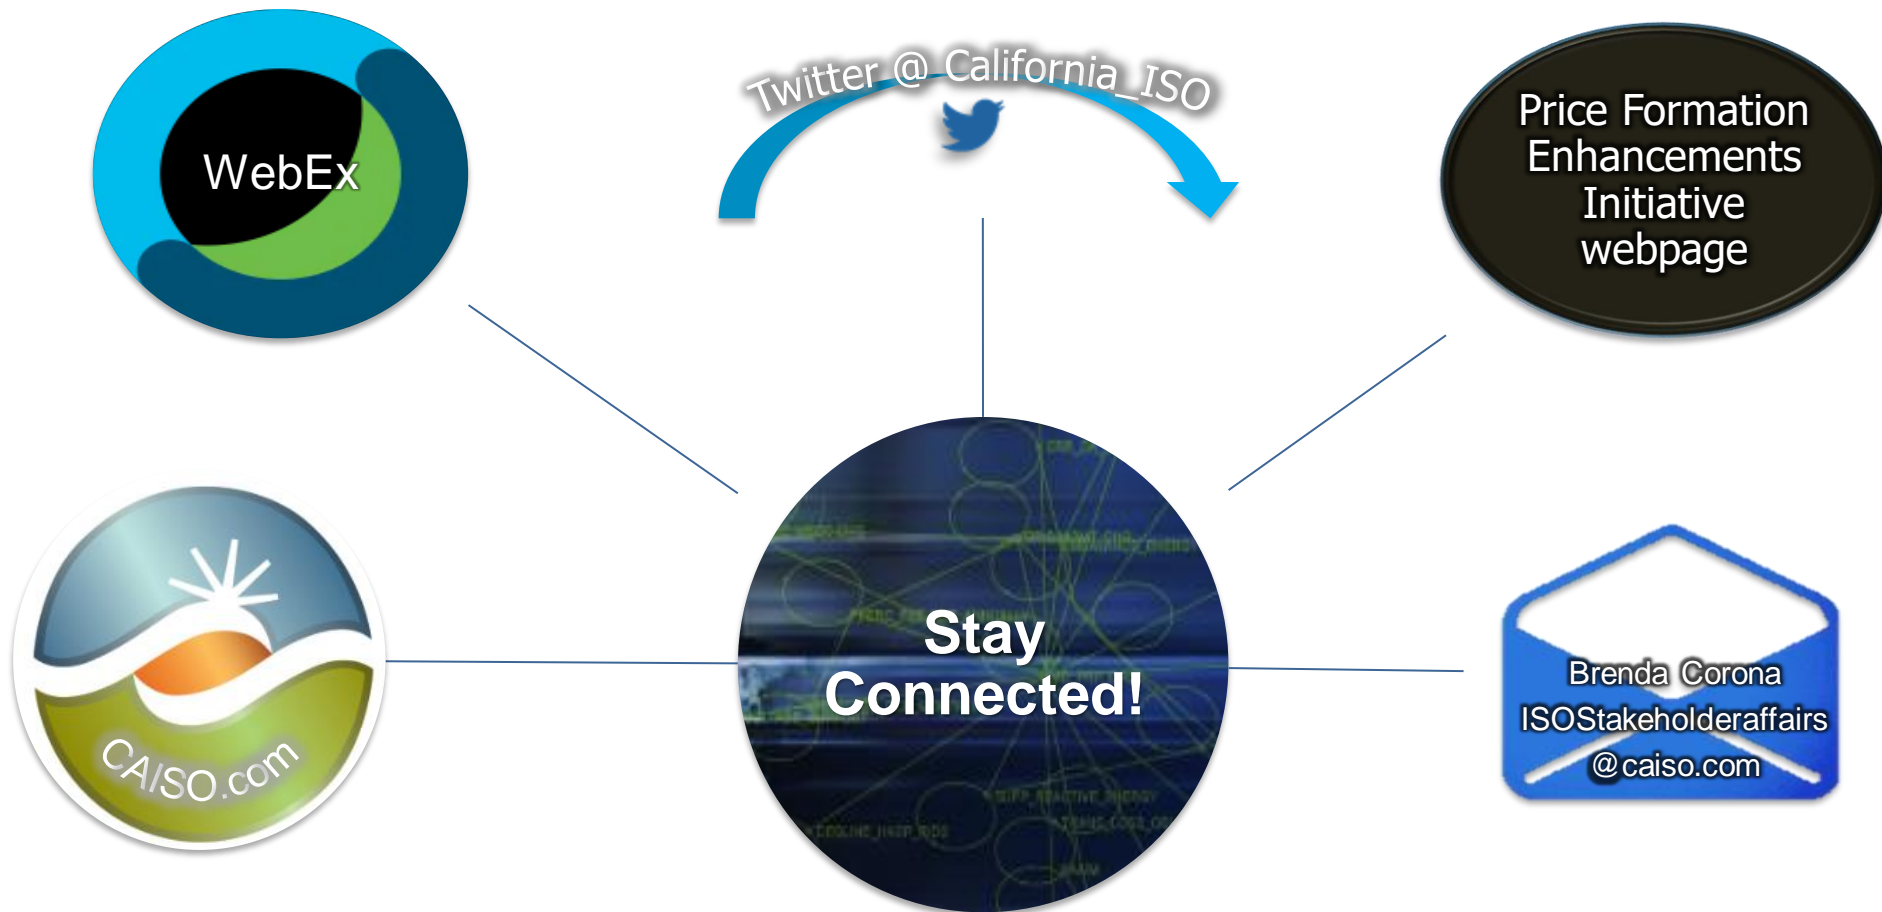 WebEx
Twitter @ California_ISO
Price Formation
Enhancements
Initiative
webpage
CAISO.com
Stay
Connected!
Brenda Corona
ISOStakeholderaffairs
@caiso.com